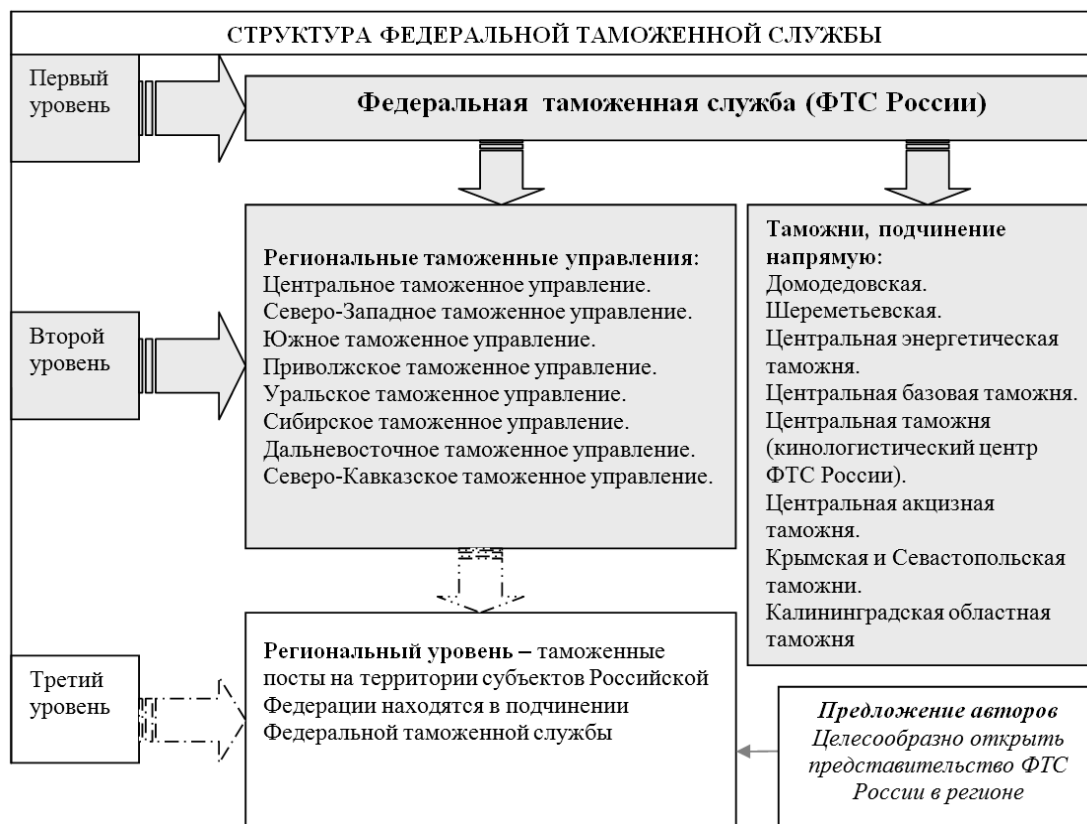 СТРУКТУРА ФЕДЕРАЛЬНОЙ ТАМОЖЕННОЙ СЛУЖБЫ
Первый
уровень
Федеральная таможенная служба (ФТС России)
Второй
уровень
Региональные таможенные управления:
Центральное таможенное управление.
Северо-Западное таможенное управление.
Южное таможенное управление.
Приволжское таможенное управление.
Уральское таможенное управление.
Сибирское таможенное управление.
Дальневосточное таможенное управление.
Северо-Кавказское таможенное управление.
Таможни, подчинение
напрямую:
Домодедовская.
Шереметьевская.
Центральная энергетическая
таможня.
Центральная базовая таможня.
Центральная таможня
(кинологистический центр
ФТС России).
Центральная акцизная
таможня.
Крымская и Севастопольская
таможни.
Калининградская областная
таможня
Третий
уровень
Региональный уровень – таможенные
посты на территории субъектов Российской
Федерации находятся в подчинении
Федеральной таможенной службы
Предложение авторов
Целесообразно открыть
представительство ФТС
России в регионе